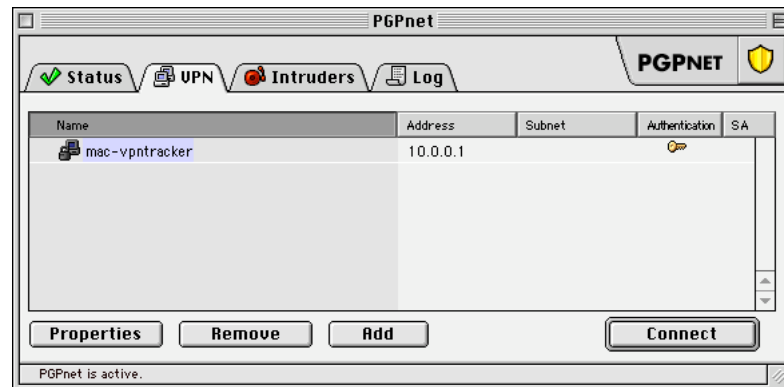 PGPnet
Status VPN Intruders Log PGPNET
Name Address Subnet Authentication SA
mac-vpntracker 10.0.0.1
Properties Remove Add Connect
PGPnet is active.